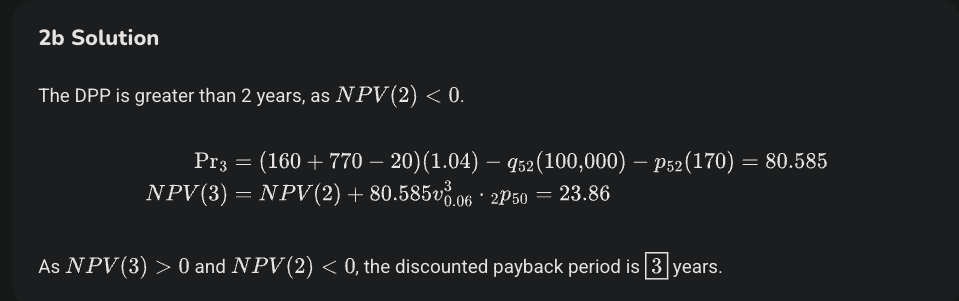 2b Solution
The DPP is greater than 2 years, as NPV(2) < 0.
Pr₃ = (160 + 770 − 20)(1.04) − q₅₂(100,000) − p₅₂(170) = 80.585
NPV(3) = NPV(2) + 80.585v³₀.₀₆ · ₂p₅₀ = 23.86
As NPV(3) > 0 and NPV(2) < 0, the discounted payback period is 3 years.